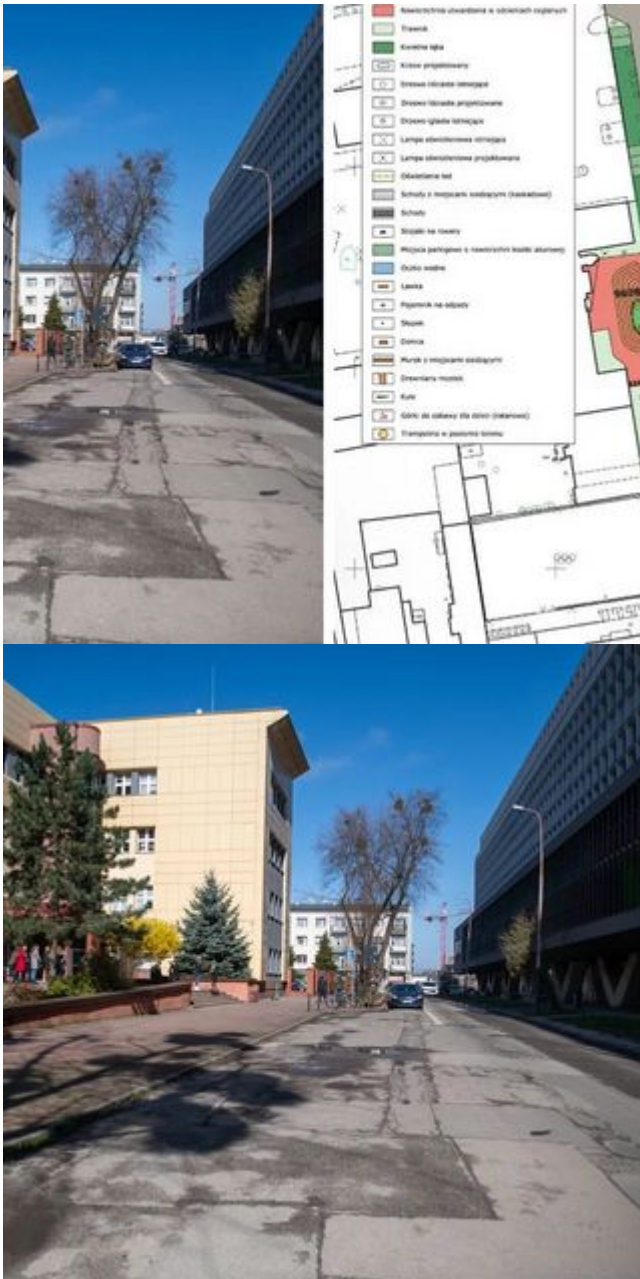 Nawierzchnia utwardzona w odcieniach ceglanych
Trawnik
Kwietna łąka
Krzew projektowany
Drzewo liściaste istniejące
Drzewo liściaste projektowane
Drzewo iglaste istniejące
Lampa oświetleniowa istniejąca
Lampa oświetleniowa projektowana
Oświetlenie led
Schody z miejscami siedzącymi (kaskadowe)
Schody
Stojaki na rowery
Miejsca parkingowe o nawierzchni kostki ażurowej
Oczko wodne
Ławka
Pojemnik na odpady
Słupek
Donica
Murek z miejscami siedzącymi
Drewniany mostek
Kule
Górki do zabawy dla dzieci (tartanowe)
Trampolina w poziomie terenu